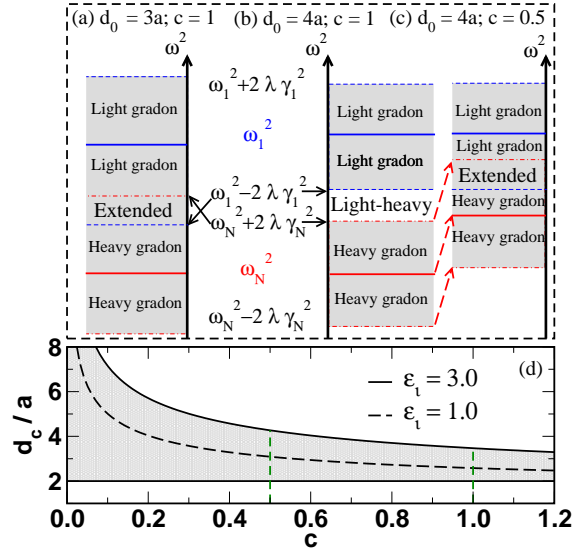 (a) d₀ = 3a; c = 1 (b) d₀ = 4a; c = 1 (c) d₀ = 4a; c = 0.5
ω² ω² ω²
ω₁²+2 λ γ₁²
Light gradon Light gradon Light gradon
ω₁²
Light gradon Light gradon Light gradon
Extended ω₁²−2 λ γ₁² Light-heavy Extended
ω_N²+2 λ γ_N² Heavy gradon
Heavy gradon Heavy gradon Heavy gradon
ω_N²
Heavy gradon Heavy gradon
ω_N²−2 λ γ_N²
8 (d)
6 ε_ι = 3.0
4 ε_ι = 1.0
2
d_c / a
0.0 0.2 0.4 0.6 0.8 1.0 1.2
c